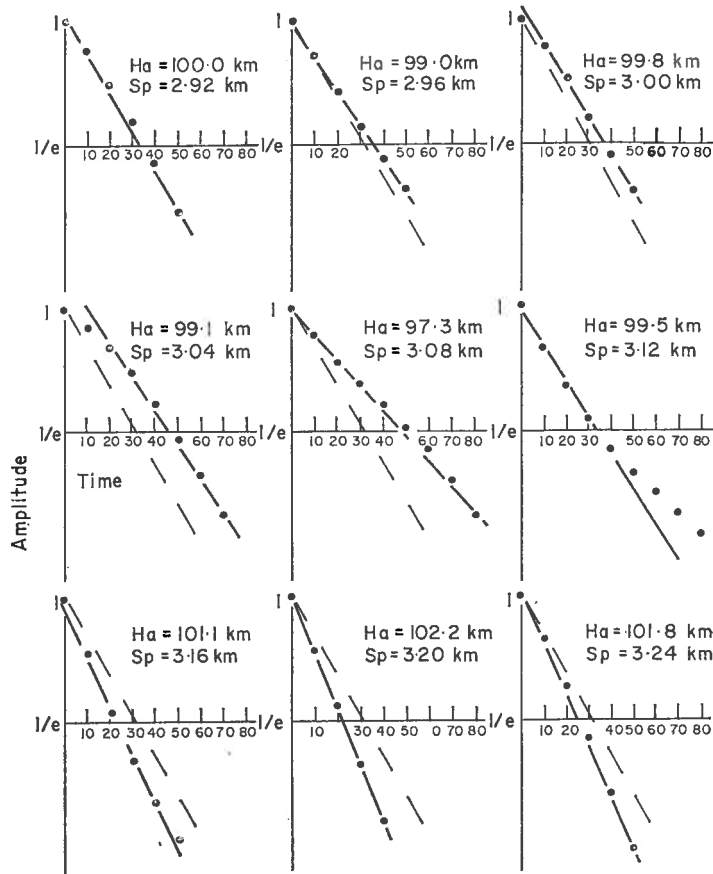 1
Ha = 100·0 km
Sp = 2·92 km
1/e
10 20 30 40 50 60 70 80
1
Ha = 99·0 km
Sp = 2·96 km
1/e
10 20 50 60 70 80
1
Ha = 99·8 km
Sp = 3·00 km
1/e
10 20 30 50 60 70 80
1
Ha = 99·1 km
Sp = 3·04 km
1/e
10 20 30 40 50 60 70 80
Time
1
Ha = 97·3 km
Sp = 3·08 km
1/e
10 20 30 40 60 70 80
1
Ha = 99·5 km
Sp = 3·12 km
1/e
10 20 30 40 50 60 70 80
Amplitude
1
Ha = 101·1 km
Sp = 3·16 km
1/e
10 20 30 40 50 60 70 80
1
Ha = 102·2 km
Sp = 3·20 km
1/e
10 20 30 40 50 60 0 70 80
1
Ha = 101·8 km
Sp = 3·24 km
1/e
10 20 30 40 50 60 70 80